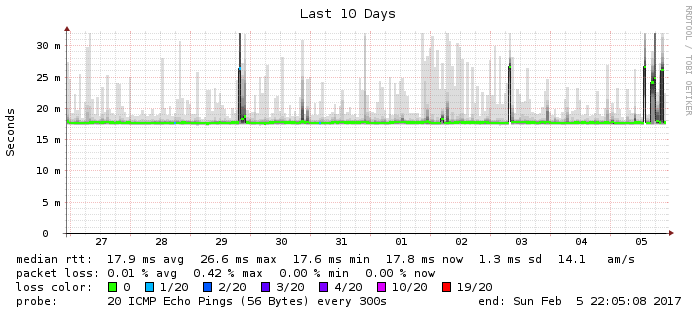 Last 10 Days
RRDTOOL / TOBI OETIKER
Seconds
30 m
25 m
20 m
15 m
10 m
5 m
0
27 28 29 30 31 01 02 03 04 05
median rtt: 17.9 ms avg 26.6 ms max 17.6 ms min 17.8 ms now 1.3 ms sd 14.1 am/s
packet loss: 0.01 % avg 0.42 % max 0.00 % min 0.00 % now
loss color: 0 1/20 2/20 3/20 4/20 10/20 19/20
probe: 20 ICMP Echo Pings (56 Bytes) every 300s end: Sun Feb 5 22:05:08 2017